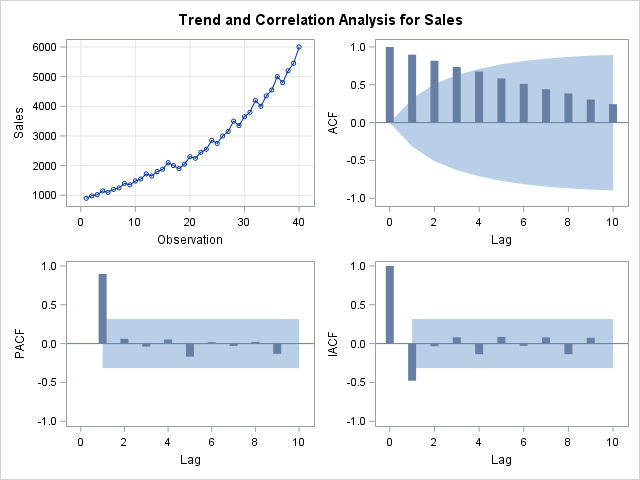 Trend and Correlation Analysis for Sales
6000
5000
4000
3000
2000
1000
Sales
0 10 20 30 40
Observation
1.0
0.5
0.0
-0.5
-1.0
ACF
0 2 4 6 8 10
Lag
1.0
0.5
0.0
-0.5
-1.0
PACF
0 2 4 6 8 10
Lag
1.0
0.5
0.0
-0.5
-1.0
IACF
0 2 4 6 8 10
Lag